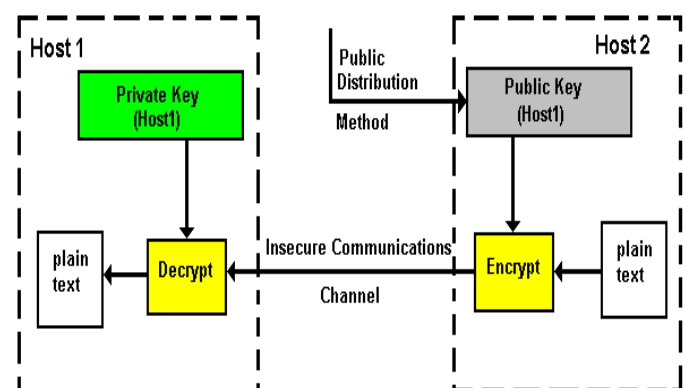 Host 1
Private Key
(Host1)
Public
Distribution
Method
Host 2
Public Key
(Host1)
plain
text
Decrypt
Insecure Communications
Channel
Encrypt
plain
text